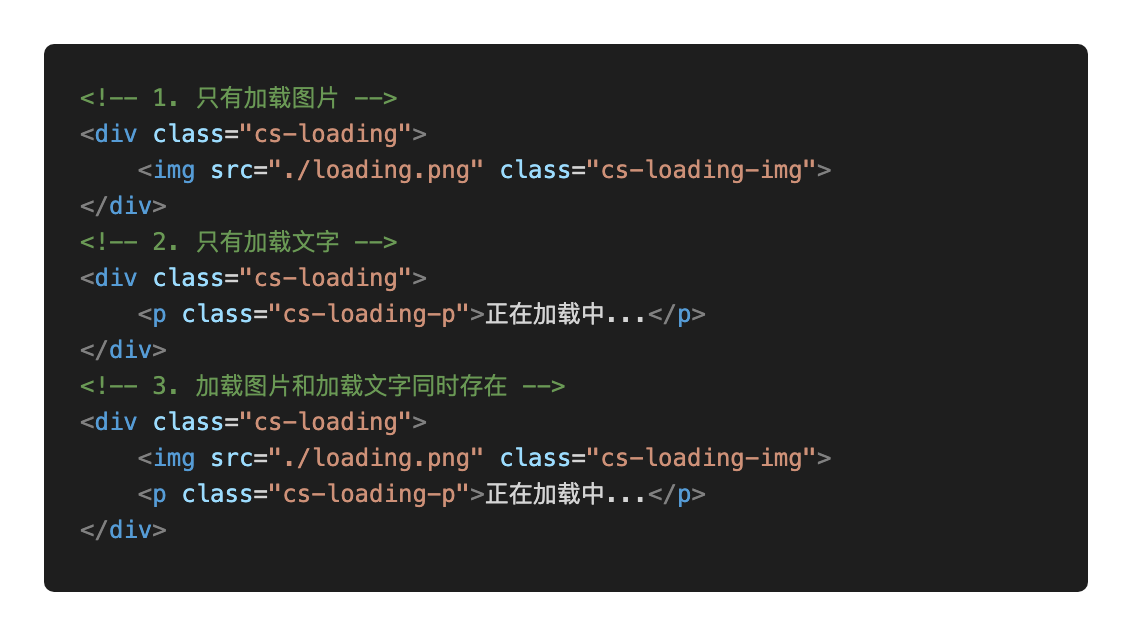 <!-- 1. 只有加载图片 -->
<div class="cs-loading">
    <img src="./loading.png" class="cs-loading-img">
</div>
<!-- 2. 只有加载文字 -->
<div class="cs-loading">
    <p class="cs-loading-p">正在加载中...</p>
</div>
<!-- 3. 加载图片和加载文字同时存在 -->
<div class="cs-loading">
    <img src="./loading.png" class="cs-loading-img">
    <p class="cs-loading-p">正在加载中...</p>
</div>